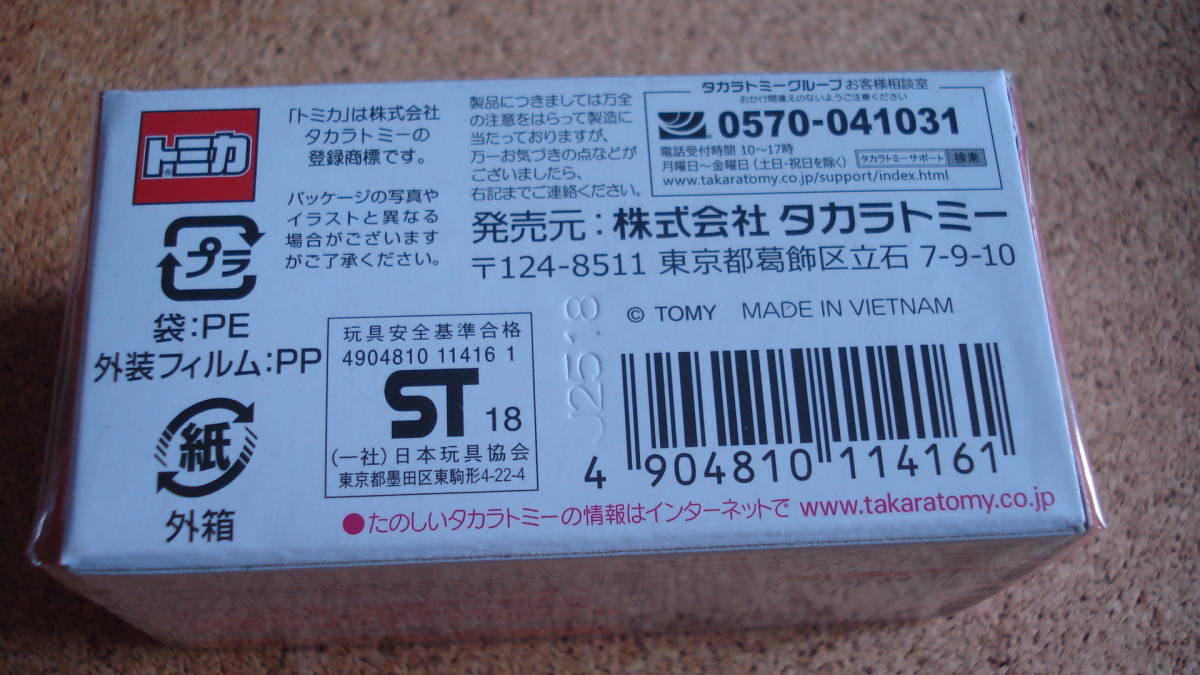 トミカ®
「トミカ」は株式会社
タカラトミーの
登録商標です。
パッケージの写真や
イラストと異なる
場合がございます
がご了承ください。
プラ
袋:PE
外装フィルム:PP
紙
外箱
製品につきましては万全
の注意をはらって製造に
当たっておりますが、
万一お気づきの点などが
ございましたら、
右記までご連絡ください。
タカラトミーグループ お客様相談室
おかけ間違えのないようご注意ください
0570-041031
電話受付時間 10〜17時
月曜日〜金曜日(土日・祝日を除く) タカラトミーサポート 検索
www.takaratomy.co.jp/support/index.html
発売元:株式会社 タカラトミー
〒124-8511 東京都葛飾区立石 7-9-10
© TOMY MADE IN VIETNAM
J2518
玩具安全基準合格
4904810 11416 1
ST 18
(一社)日本玩具協会
東京都墨田区東駒形4-22-4
4 904810 114161
●たのしいタカラトミーの情報はインターネットで www.takaratomy.co.jp